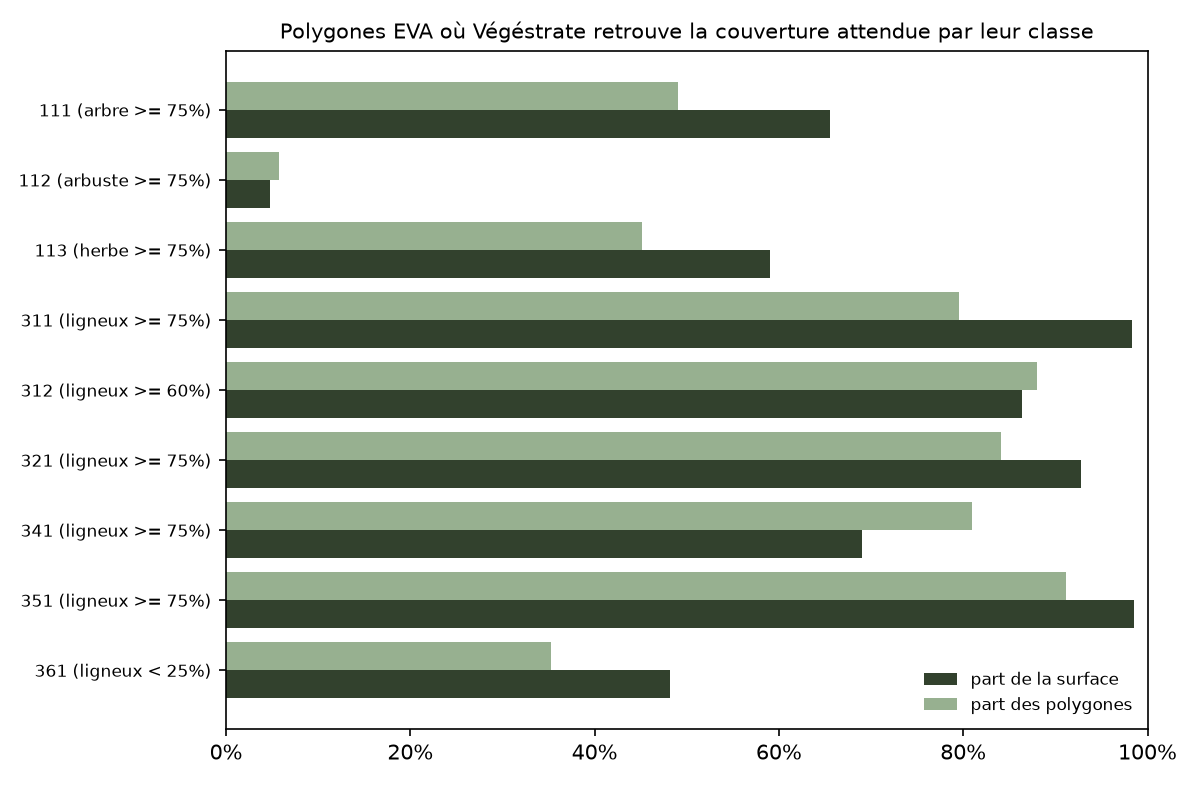 Polygones EVA où Végéstrate retrouve la couverture attendue par leur classe
111 (arbre >= 75%)
112 (arbuste >= 75%)
113 (herbe >= 75%)
311 (ligneux >= 75%)
312 (ligneux >= 60%)
321 (ligneux >= 75%)
341 (ligneux >= 75%)
351 (ligneux >= 75%)
361 (ligneux < 25%)
part de la surface
part des polygones
0% 20% 40% 60% 80% 100%